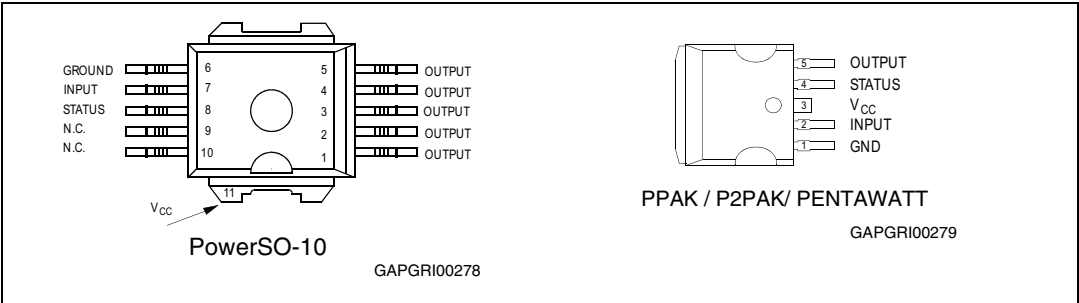 GROUND 6 5 OUTPUT
INPUT 7 4 OUTPUT
STATUS 8 3 OUTPUT
N.C. 9 2 OUTPUT
N.C. 10 1 OUTPUT
11
VCC
PowerSO-10
GAPGRI00278
5 OUTPUT
4 STATUS
3 VCC
2 INPUT
1 GND
PPAK / P2PAK/ PENTAWATT
GAPGRI00279